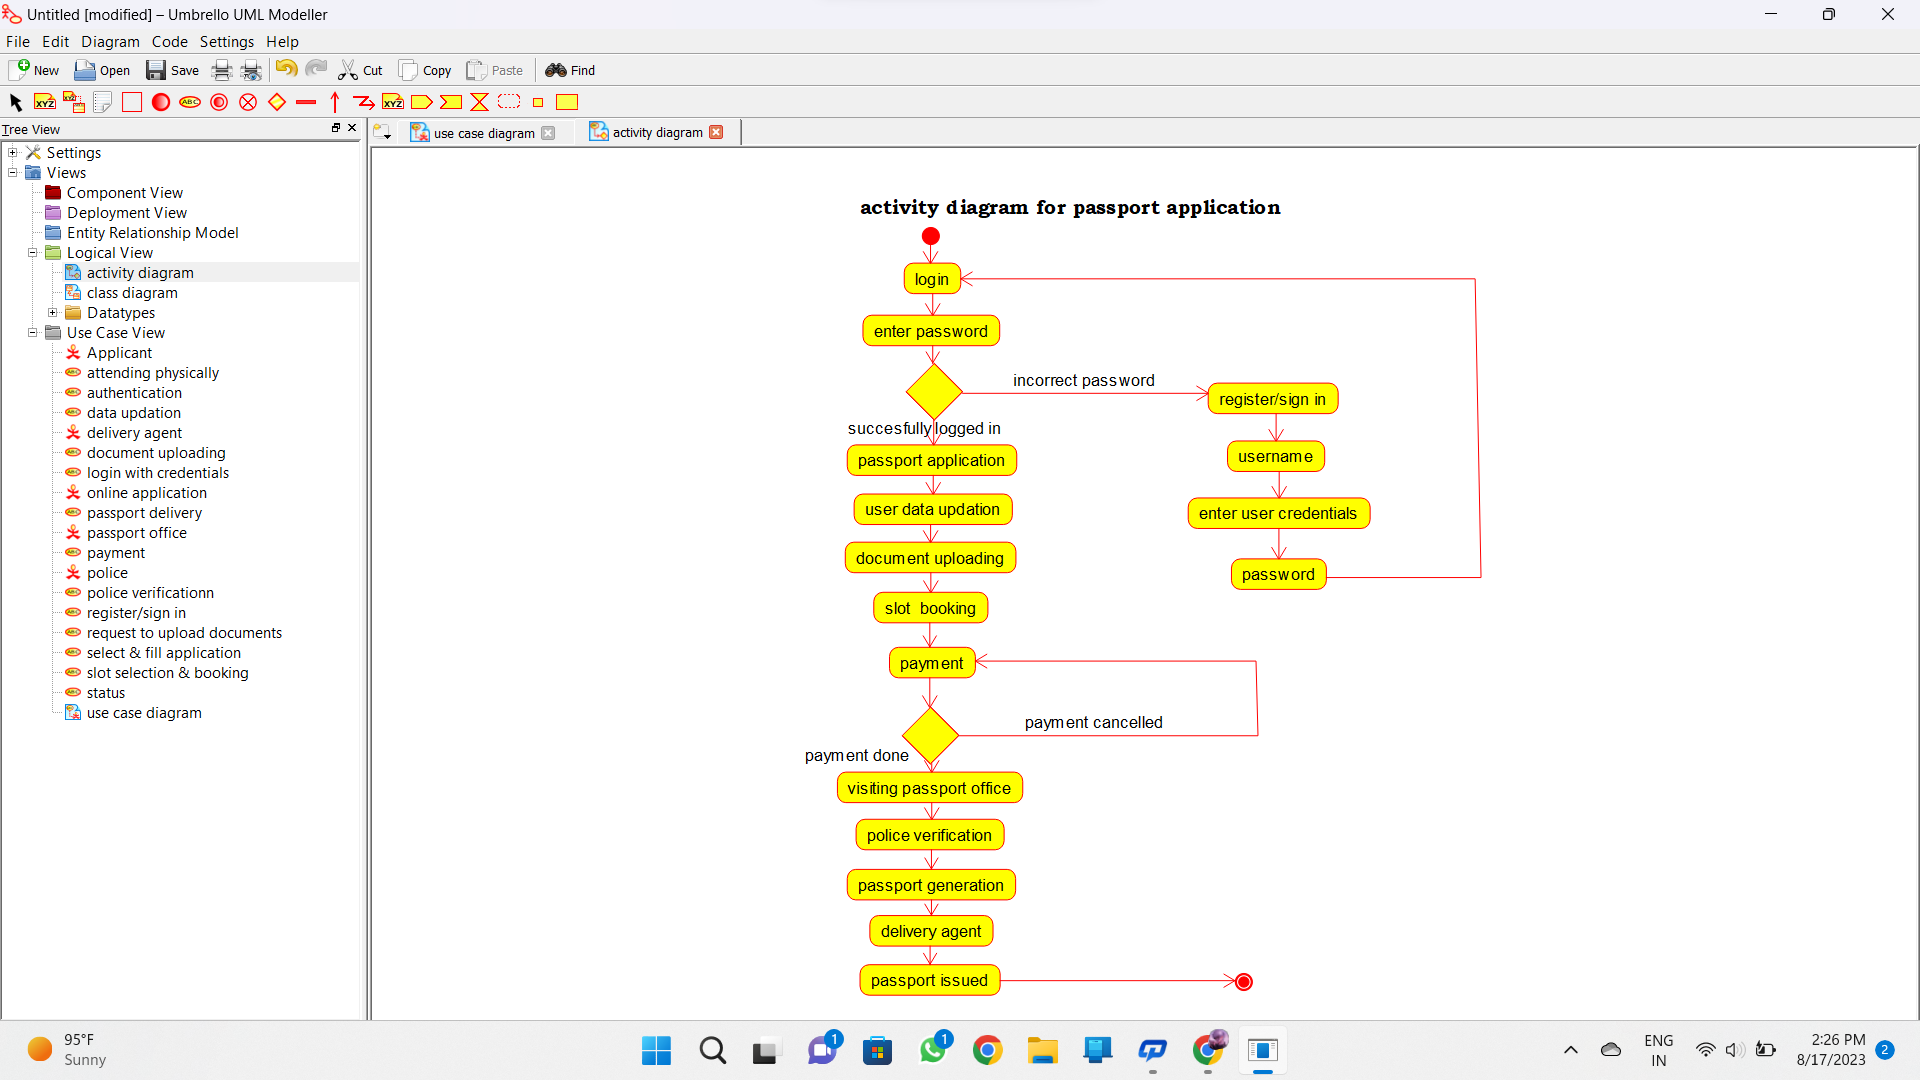 Untitled [modified] – Umbrello UML Modeller
File Edit Diagram Code Settings Help
New Open Save Cut Copy Paste Find
XYZ XYZ ABC XYZ
Tree View
use case diagram
activity diagram
Settings
Views
Component View
Deployment View
Entity Relationship Model
Logical View
activity diagram
class diagram
Datatypes
Use Case View
Applicant
attending physically
authentication
data updation
delivery agent
document uploading
login with credentials
online application
passport delivery
passport office
payment
police
police verificationn
register/sign in
request to upload documents
select & fill application
slot selection & booking
status
use case diagram
activity diagram for passport application
login
enter password
incorrect password
register/sign in
succesfully logged in
username
passport application
user data updation
enter user credentials
document uploading
password
slot  booking
payment
payment cancelled
payment done
visiting passport office
police verification
passport generation
delivery agent
passport issued
95°F
Sunny
1
1
ENG
IN
2:26 PM
8/17/2023
2